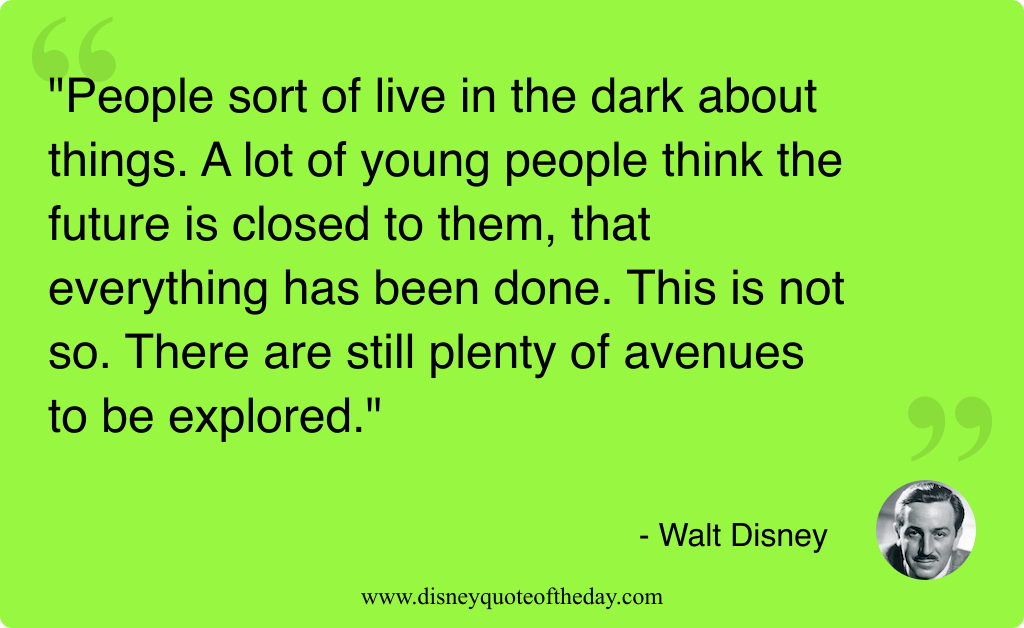 "People sort of live in the dark about
things. A lot of young people think the
future is closed to them, that
everything has been done. This is not
so. There are still plenty of avenues
to be explored."
- Walt Disney
www.disneyquoteoftheday.com